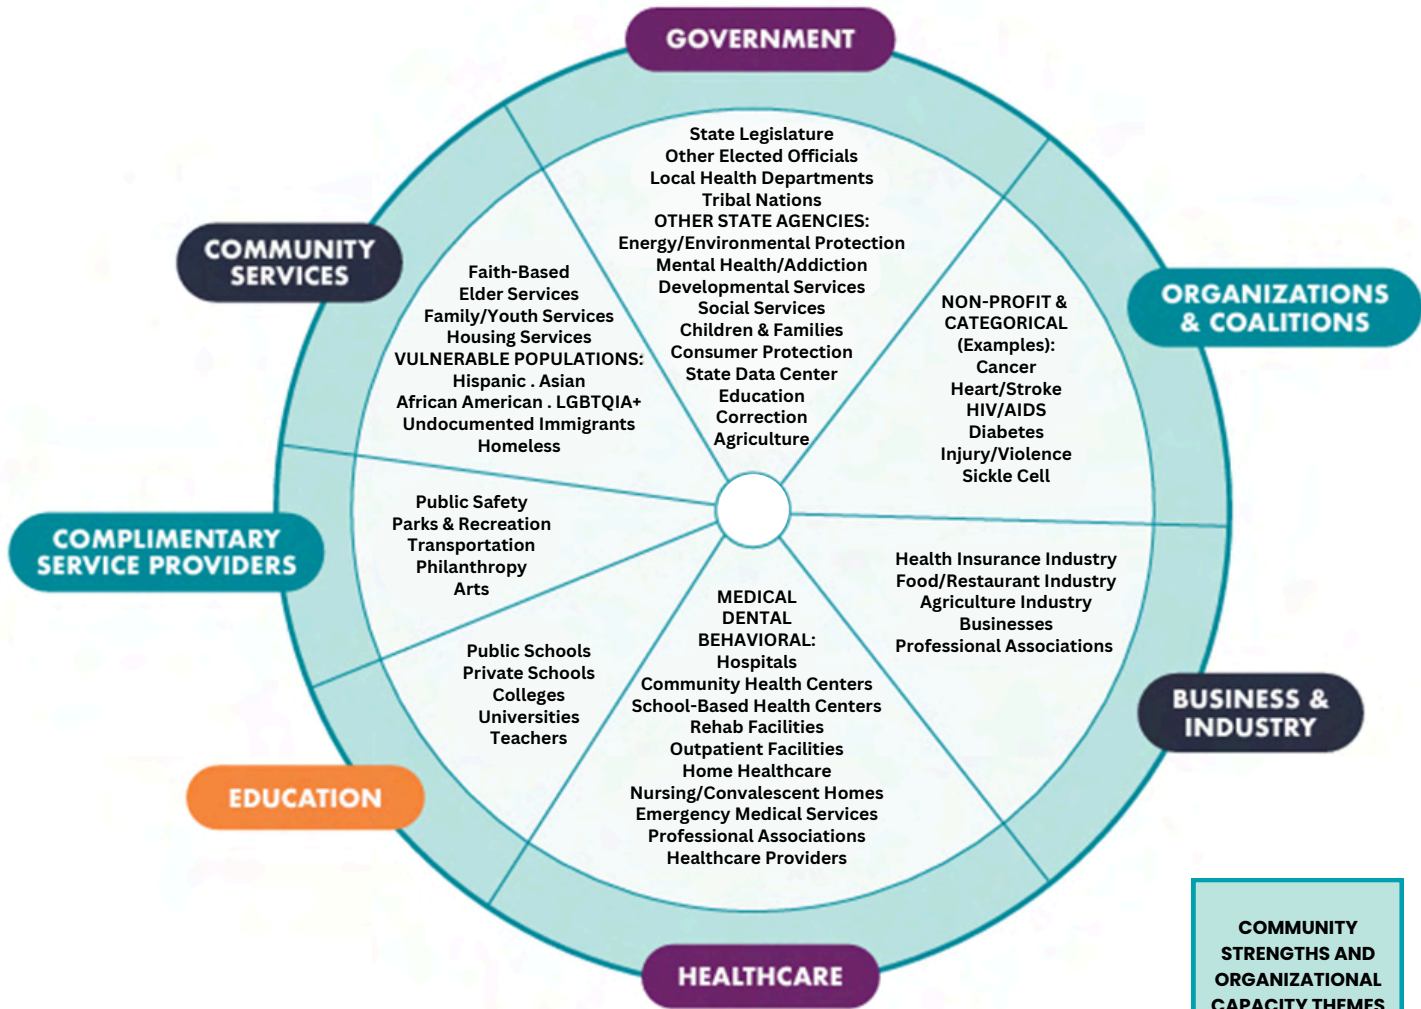 GOVERNMENT
State Legislature
Other Elected Officials
Local Health Departments
Tribal Nations
OTHER STATE AGENCIES:
Energy/Environmental Protection
Mental Health/Addiction
Developmental Services
Social Services
Children & Families
Consumer Protection
State Data Center
Education
Correction
Agriculture
ORGANIZATIONS
& COALITIONS
NON-PROFIT &
CATEGORICAL
(Examples):
Cancer
Heart/Stroke
HIV/AIDS
Diabetes
Injury/Violence
Sickle Cell
BUSINESS &
INDUSTRY
Health Insurance Industry
Food/Restaurant Industry
Agriculture Industry
Businesses
Professional Associations
HEALTHCARE
MEDICAL
DENTAL
BEHAVIORAL:
Hospitals
Community Health Centers
School-Based Health Centers
Rehab Facilities
Outpatient Facilities
Home Healthcare
Nursing/Convalescent Homes
Emergency Medical Services
Professional Associations
Healthcare Providers
EDUCATION
Public Schools
Private Schools
Colleges
Universities
Teachers
COMPLIMENTARY
SERVICE PROVIDERS
Public Safety
Parks & Recreation
Transportation
Philanthropy
Arts
COMMUNITY
SERVICES
Faith-Based
Elder Services
Family/Youth Services
Housing Services
VULNERABLE POPULATIONS:
Hispanic . Asian
African American . LGBTQIA+
Undocumented Immigrants
Homeless
COMMUNITY
STRENGTHS AND
ORGANIZATIONAL
CAPACITY THEMES